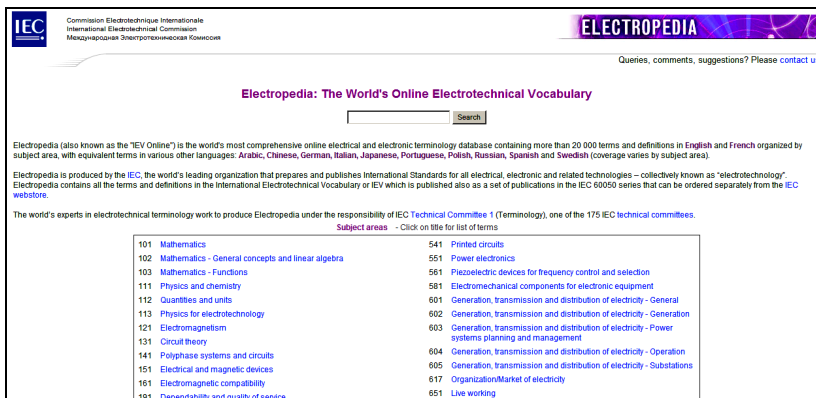 IEC
Commission Electrotechnique Internationale
International Electrotechnical Commission
Международная Электротехническая Комиссия
ELECTROPEDIA
Queries, comments, suggestions? Please contact u
Electropedia: The World's Online Electrotechnical Vocabulary
Search
Electropedia (also known as the "IEV Online") is the world's most comprehensive online electrical and electronic terminology database containing more than 20 000 terms and definitions in English and French organized by
subject area, with equivalent terms in various other languages: Arabic, Chinese, German, Italian, Japanese, Portuguese, Polish, Russian, Spanish and Swedish (coverage varies by subject area).
Electropedia is produced by the IEC, the world's leading organization that prepares and publishes International Standards for all electrical, electronic and related technologies – collectively known as "electrotechnology".
Electropedia contains all the terms and definitions in the International Electrotechnical Vocabulary or IEV which is published also as a set of publications in the IEC 60050 series that can be ordered separately from the IEC
webstore.
The world's experts in electrotechnical terminology work to produce Electropedia under the responsibility of IEC Technical Committee 1 (Terminology), one of the 175 IEC technical committees.
Subject areas - Click on title for list of terms
101 Mathematics
102 Mathematics - General concepts and linear algebra
103 Mathematics - Functions
111 Physics and chemistry
112 Quantities and units
113 Physics for electrotechnology
121 Electromagnetism
131 Circuit theory
141 Polyphase systems and circuits
151 Electrical and magnetic devices
161 Electromagnetic compatibility
191 Dependability and quality of service
541 Printed circuits
551 Power electronics
561 Piezoelectric devices for frequency control and selection
581 Electromechanical components for electronic equipment
601 Generation, transmission and distribution of electricity - General
602 Generation, transmission and distribution of electricity - Generation
603 Generation, transmission and distribution of electricity - Power
systems planning and management
604 Generation, transmission and distribution of electricity - Operation
605 Generation, transmission and distribution of electricity - Substations
617 Organization/Market of electricity
651 Live working